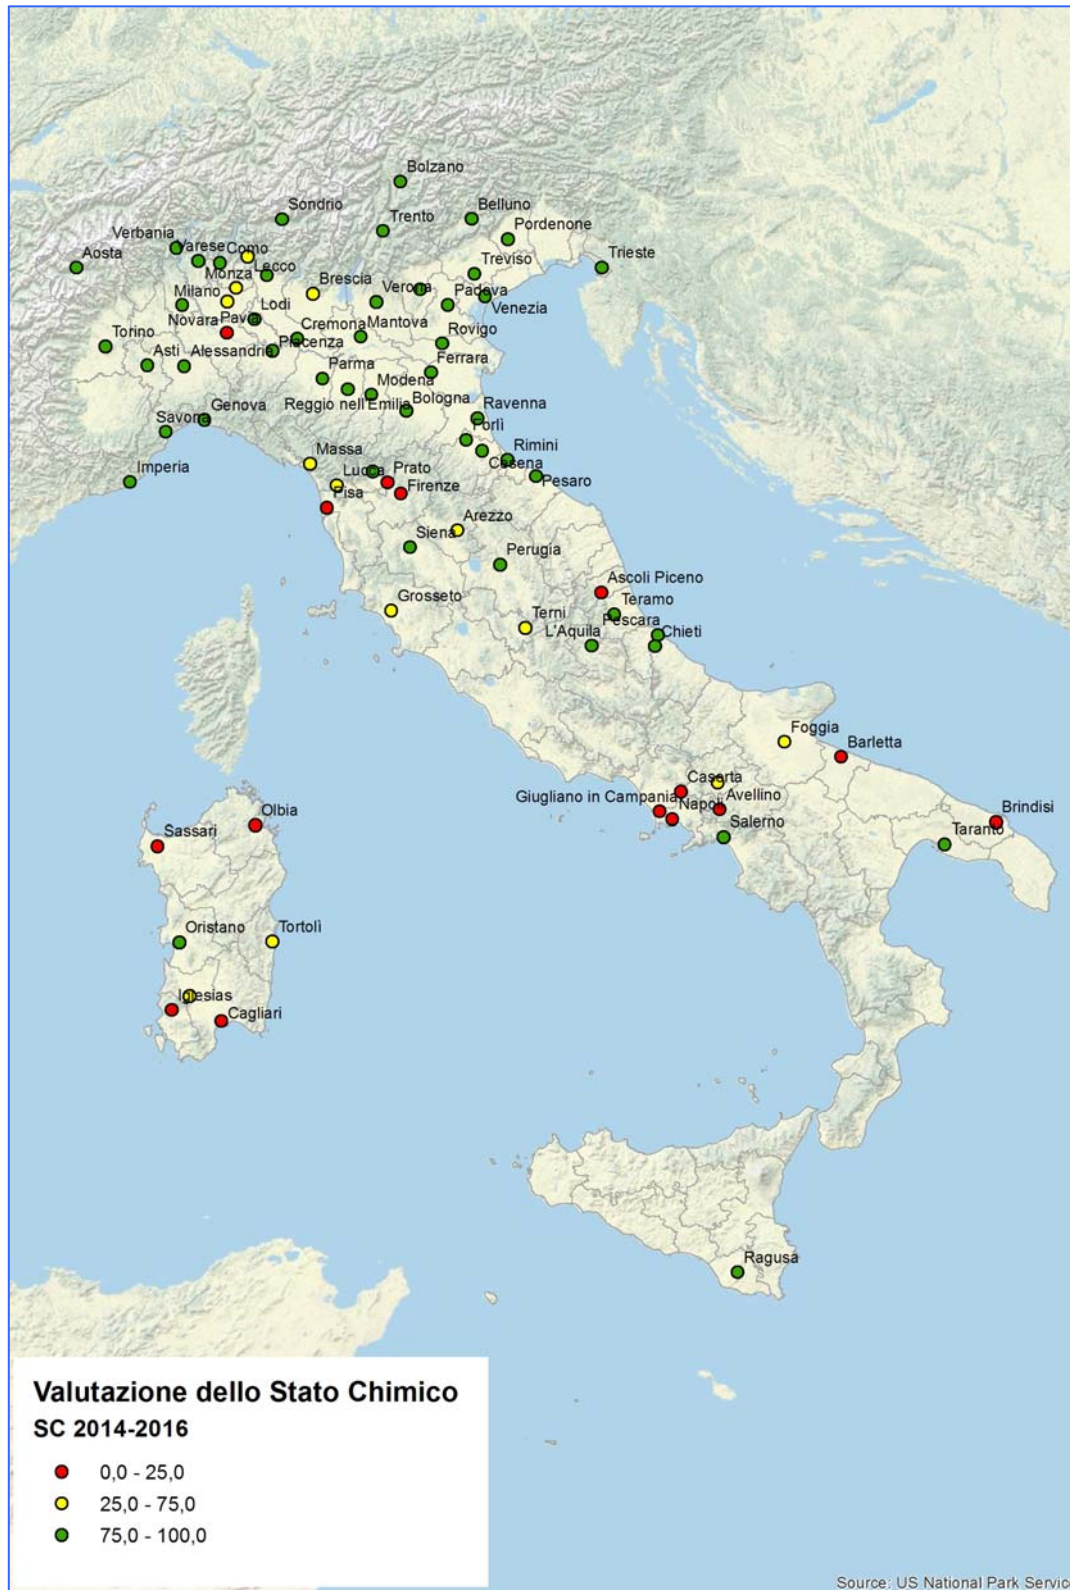 Bolzano
Sondrio
Belluno
Trento
Pordenone
Verbania
Aosta
Varese
Como
Trieste
Treviso
Lecco
Monza
Brescia
Verona
Padova
Milano
Venezia
Lodi
Novara
Pavia
Cremona
Mantova
Rovigo
Torino
Piacenza
Asti
Alessandria
Ferrara
Parma
Modena
Reggio nell'Emilia
Bologna
Ravenna
Genova
Savona
Forlì
Rimini
Massa
Cesena
Lucca
Prato
Imperia
Pesaro
Firenze
Pisa
Arezzo
Siena
Perugia
Ascoli Piceno
Grosseto
Teramo
Terni
Pescara
L'Aquila
Chieti
Foggia
Barletta
Caserta
Giugliano in Campania
Napoli
Avellino
Brindisi
Olbia
Salerno
Taranto
Sassari
Oristano
Tortolì
Iglesias
Cagliari
Ragusa
Valutazione dello Stato Chimico
SC 2014-2016
0,0 - 25,0
25,0 - 75,0
75,0 - 100,0
Source: US National Park Service